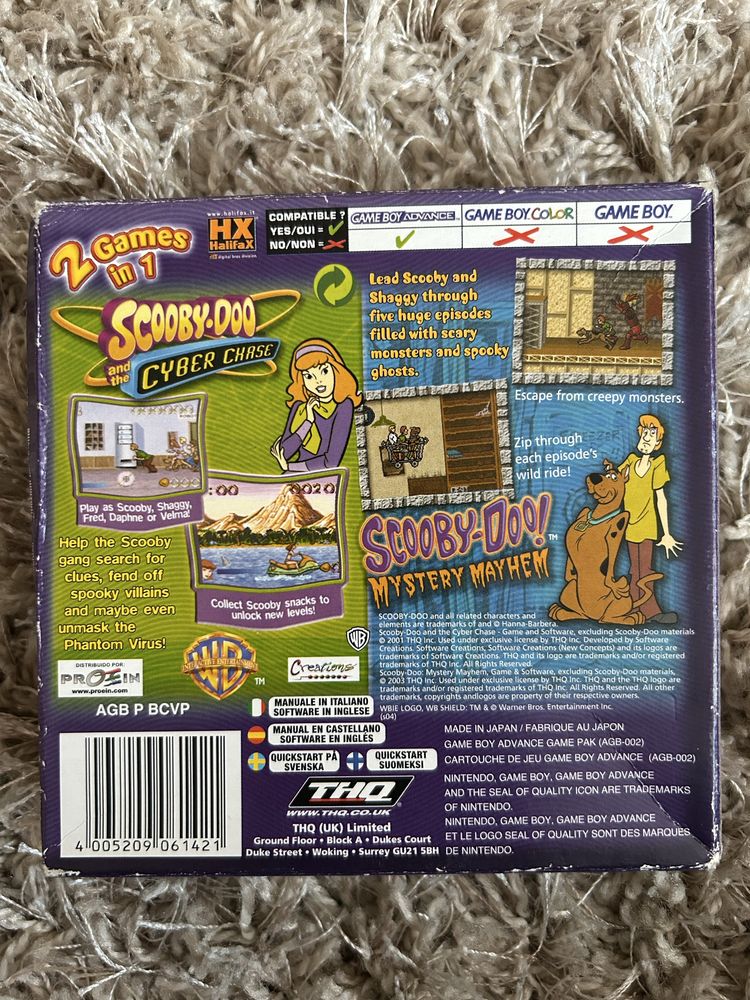 2 Games
in 1
www.halifax.it
HX
HalifaX
digital bros division
COMPATIBLE ?
YES/OUI =
NO/NON =
GAME BOY ADVANCE™
GAME BOY COLOR
GAME BOY
SCOOBY-DOO
and the
CYBER CHASE
Play as Scooby, Shaggy,
Fred, Daphne or Velma!
Collect Scooby snacks to
unlock new levels!
Help the Scooby
gang search for
clues, fend off
spooky villains
and maybe even
unmask the
Phantom Virus!
Lead Scooby and
Shaggy through
five huge episodes
filled with scary
monsters and spooky
ghosts.
Escape from creepy monsters.
Zip through
each episode's
wild ride!
SCOOBY-DOO!™
MYSTERY MAYHEM
DISTRIBUIDO POR:
PROEIN
www.proein.com
WB
INTERACTIVE ENTERTAINMENT
TM
Creations
AGB P BCVP
SCOOBY-DOO and all related characters and
elements are trademarks of and © Hanna-Barbera.
Scooby-Doo and the Cyber Chase - Game and Software, excluding Scooby-Doo materials
© 2001 THQ Inc. Used under exclusive license by THQ Inc. Developed by Software
Creations. Software Creations, Software Creations (New Concepts) and its logos are
trademarks of Software Creations. THQ and its logo are trademarks and/or registered
trademarks of THQ Inc. All Rights Reserved.
Scooby-Doo: Mystery Mayhem, Game & Software, excluding Scooby-Doo materials,
© 2003 THQ Inc. Used under exclusive license by THQ Inc. THQ and the THQ logo are
trademarks and/or registered trademarks of THQ Inc. All Rights Reserved. All other
trademarks, copyrights andlogos are property of their respective owners.
WBIE LOGO, WB SHIELD: TM & © Warner Bros. Entertainment Inc.
(s04)
MANUALE IN ITALIANO
SOFTWARE IN INGLESE
MANUAL EN CASTELLANO
SOFTWARE EN INGLÉS
QUICKSTART PÅ
SVENSKA
QUICKSTART
SUOMEKSI
THQ
WWW.THQ.CO.UK
THQ (UK) Limited
Ground Floor • Block A • Dukes Court
Duke Street • Woking • Surrey GU21 5BH
4 005209 061421
MADE IN JAPAN / FABRIQUE AU JAPON
GAME BOY ADVANCE GAME PAK (AGB-002)
CARTOUCHE DE JEU GAME BOY ADVANCE (AGB-002)
NINTENDO, GAME BOY, GAME BOY ADVANCE
AND THE SEAL OF QUALITY ICON ARE TRADEMARKS
OF NINTENDO.
NINTENDO, GAME BOY, GAME BOY ADVANCE
ET LE LOGO SEAL OF QUALITY SONT DES MARQUES
DE NINTENDO.